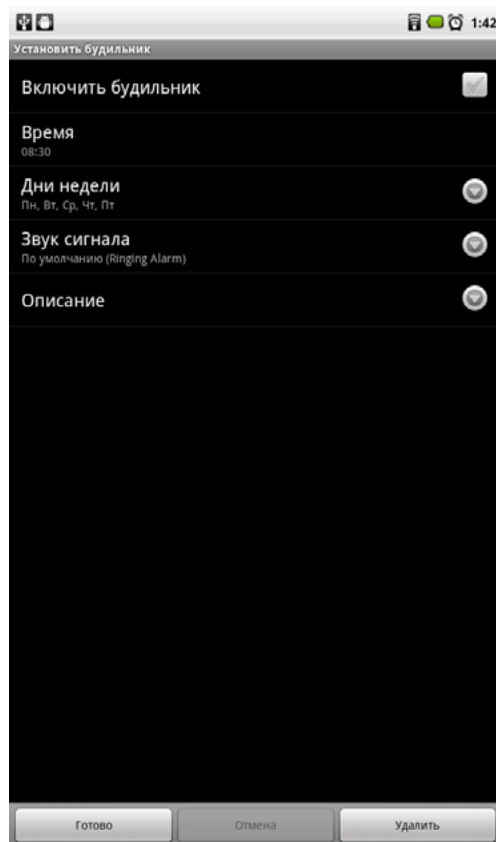 1:42
Установить будильник
Включить будильник
Время
08:30
Дни недели
Пн, Вт, Ср, Чт, Пт
Звук сигнала
По умолчанию (Ringing Alarm)
Описание
Готово Отмена Удалить